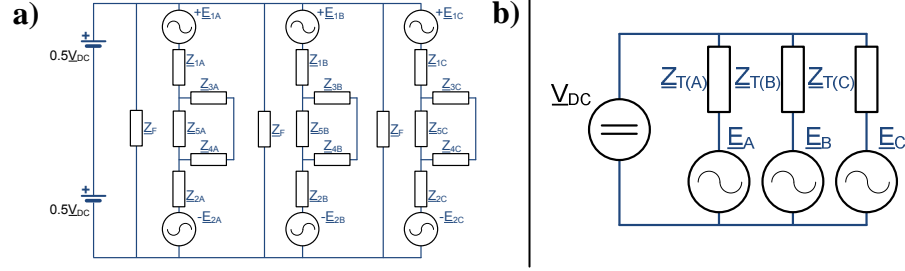 a)
+E1A
+E1B
+E1C
0.5VDC
Z1A
Z1B
Z1C
Z3A
Z3B
Z3C
ZF
Z5A
ZF
Z5B
ZF
Z5C
Z4A
Z4B
Z4C
0.5VDC
Z2A
Z2B
Z2C
-E2A
-E2B
-E2C
b)
VDC
ZT(A)
ZT(B)
ZT(C)
EA
EB
EC